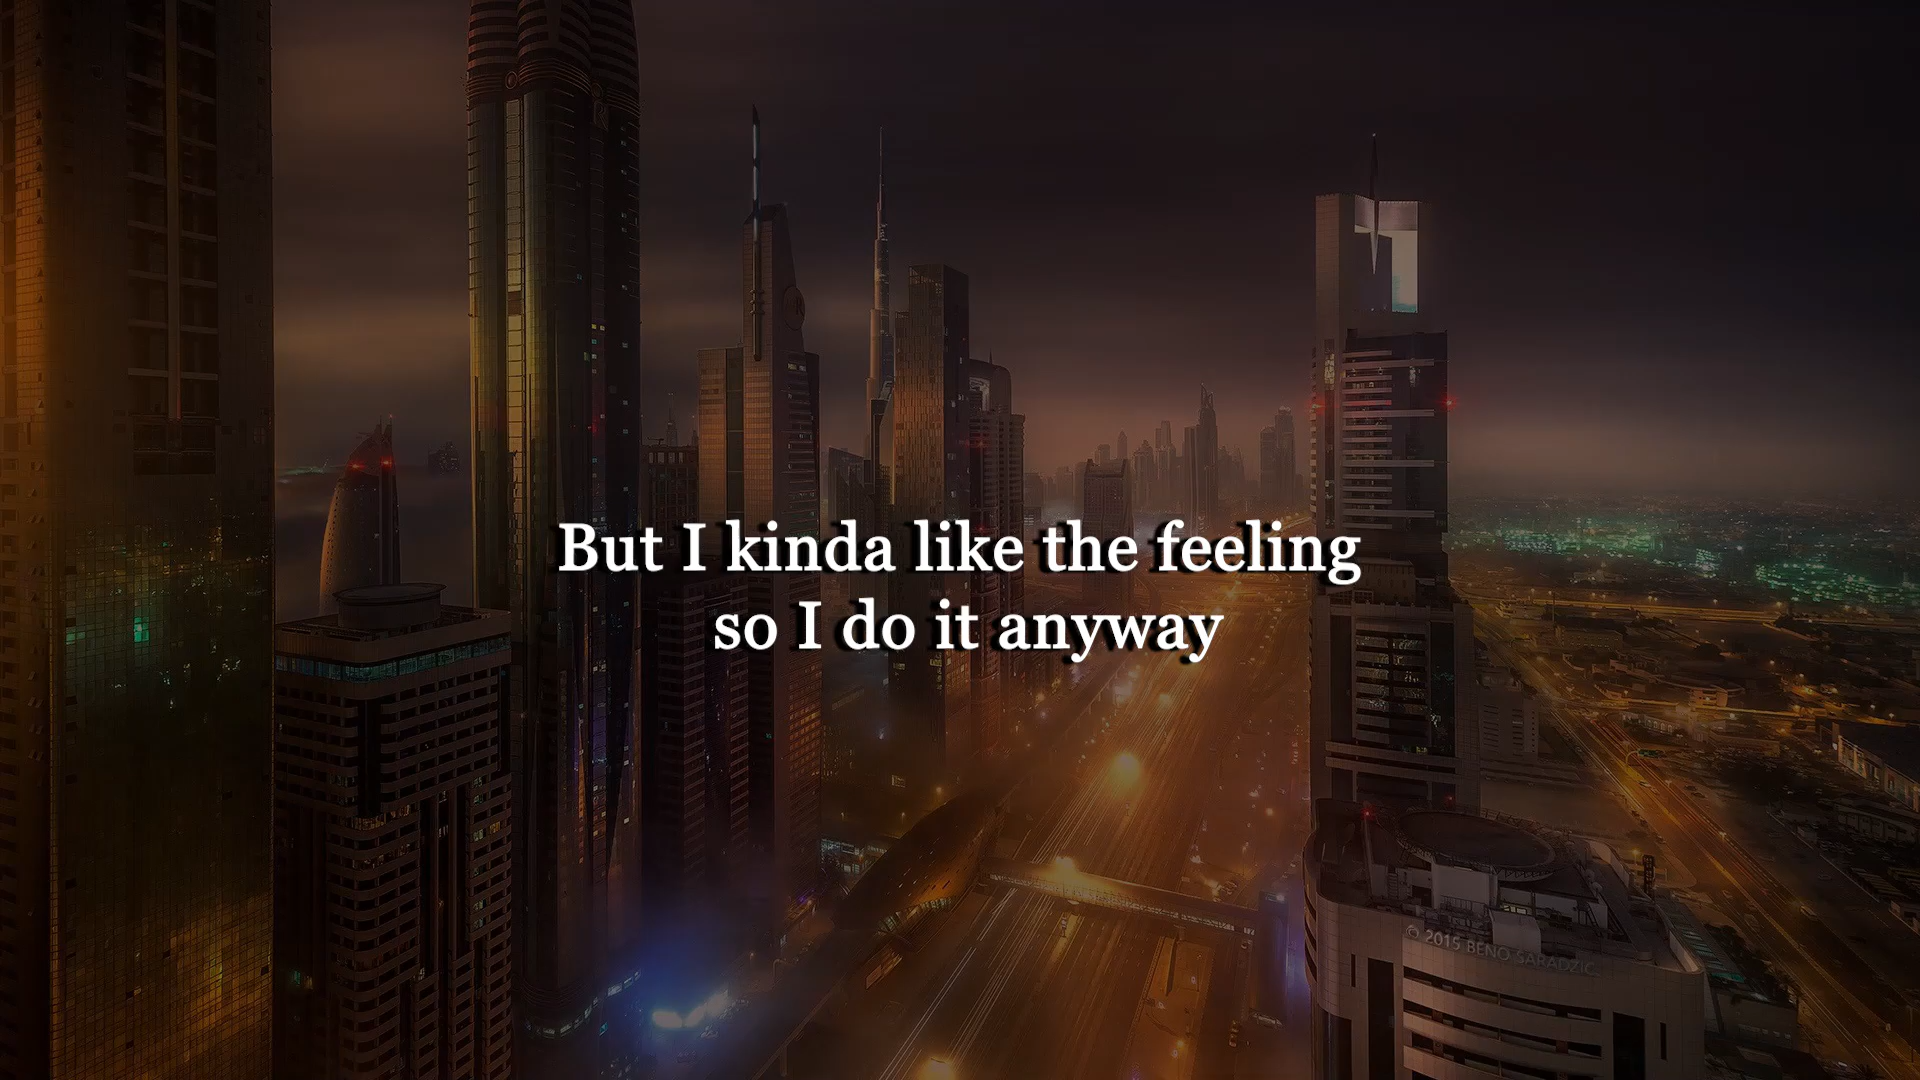 But I kinda like the feeling
so I do it anyway
© 2015 BENO SARADZIC